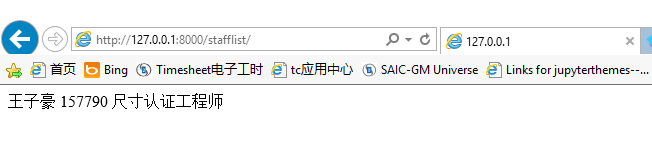 http://127.0.0.1:8000/stafflist/
127.0.0.1
首页 Bing Timesheet电子工时 tc应用中心 SAIC-GM Universe Links for jupyterthemes--...
王子豪 157790 尺寸认证工程师